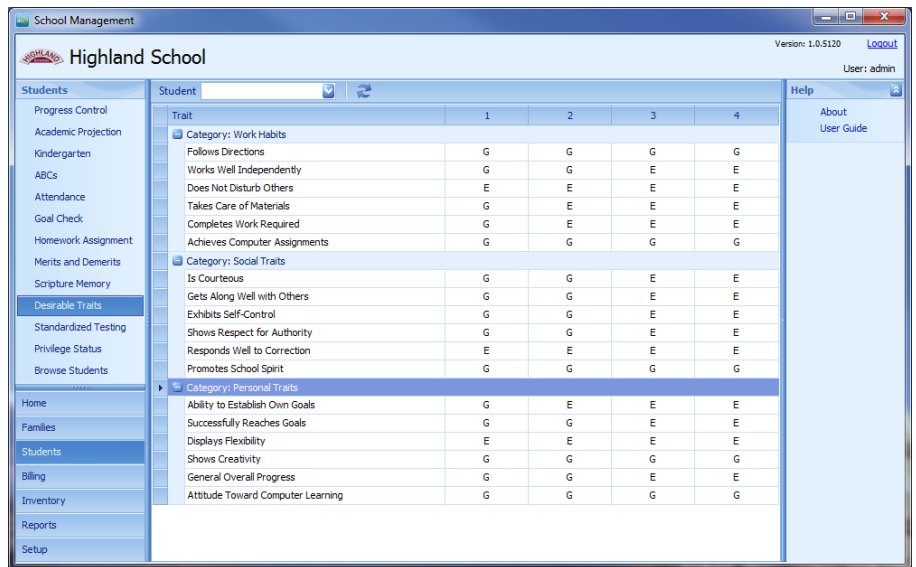 School Management
HIGHLAND
Highland School
Version: 1.0.5120 Logout
User: admin
Students
Progress Control
Academic Projection
Kindergarten
ABCs
Attendance
Goal Check
Homework Assignment
Merits and Demerits
Scripture Memory
Desirable Traits
Standardized Testing
Privilege Status
Browse Students
Home
Families
Students
Billing
Inventory
Reports
Setup
Student
Trait 1 2 3 4
Category: Work Habits
Follows Directions G G G G
Works Well Independently G G E E
Does Not Disturb Others E E E E
Takes Care of Materials G E E E
Completes Work Required G E E E
Achieves Computer Assignments G G G G
Category: Social Traits
Is Courteous G G E E
Gets Along Well with Others G G E E
Exhibits Self-Control G G E E
Shows Respect for Authority G G E E
Responds Well to Correction E E E E
Promotes School Spirit G G G G
Category: Personal Traits
Ability to Establish Own Goals G E E E
Successfully Reaches Goals G G E E
Displays Flexibility E E E E
Shows Creativity G G G G
General Overall Progress G G E E
Attitude Toward Computer Learning G G G G
Help
About
User Guide